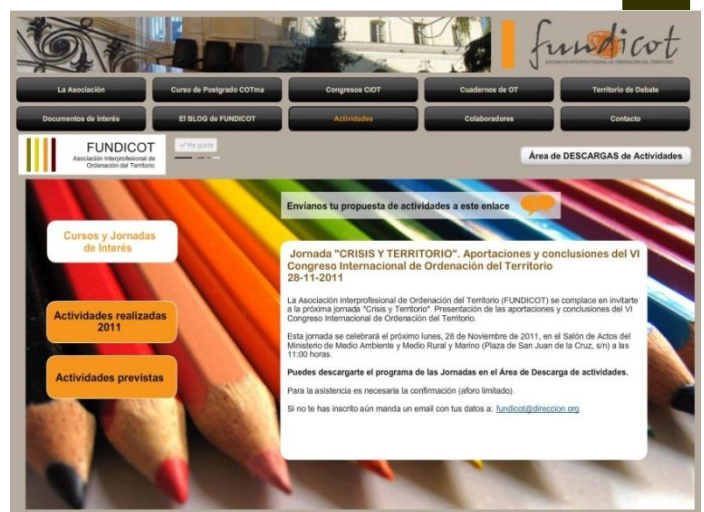 fundicot
ASOCIACIÓN INTERPROFESIONAL DE ORDENACIÓN DEL TERRITORIO
La Asociación
Curso de Postgrado COTma
Congresos CIOT
Cuadernos de OT
Territorio de Debate
Documentos de interés
El BLOG de FUNDICOT
Actividades
Colaboradores
Contacto
FUNDICOT
Asociación Interprofesional de
Ordenación del Territorio
Me gusta
Área de DESCARGAS de Actividades
Envíanos tu propuesta de actividades a este enlace
Cursos y Jornadas
de Interés
Actividades realizadas
2011
Actividades previstas
Jornada "CRISIS Y TERRITORIO". Aportaciones y conclusiones del VI
Congreso Internacional de Ordenación del Territorio
28-11-2011
La Asociación Interprofesional de Ordenación del Territorio (FUNDICOT) se complace en invitarte
a la próxima jornada "Crisis y Territorio". Presentación de las aportaciones y conclusiones del VI
Congreso Internacional de Ordenación del Territorio.
Esta jornada se celebrará el próximo lunes, 28 de Noviembre de 2011, en el Salón de Actos del
Ministerio de Medio Ambiente y Medio Rural y Marino (Plaza de San Juan de la Cruz, s/n) a las
11:00 horas.
Puedes descargarte el programa de las Jornadas en el Área de Descarga de actividades.
Para la asistencia es necesaria la confirmación (aforo limitado).
Si no te has inscrito aún manda un email con tus datos a: fundicot@direccion.org